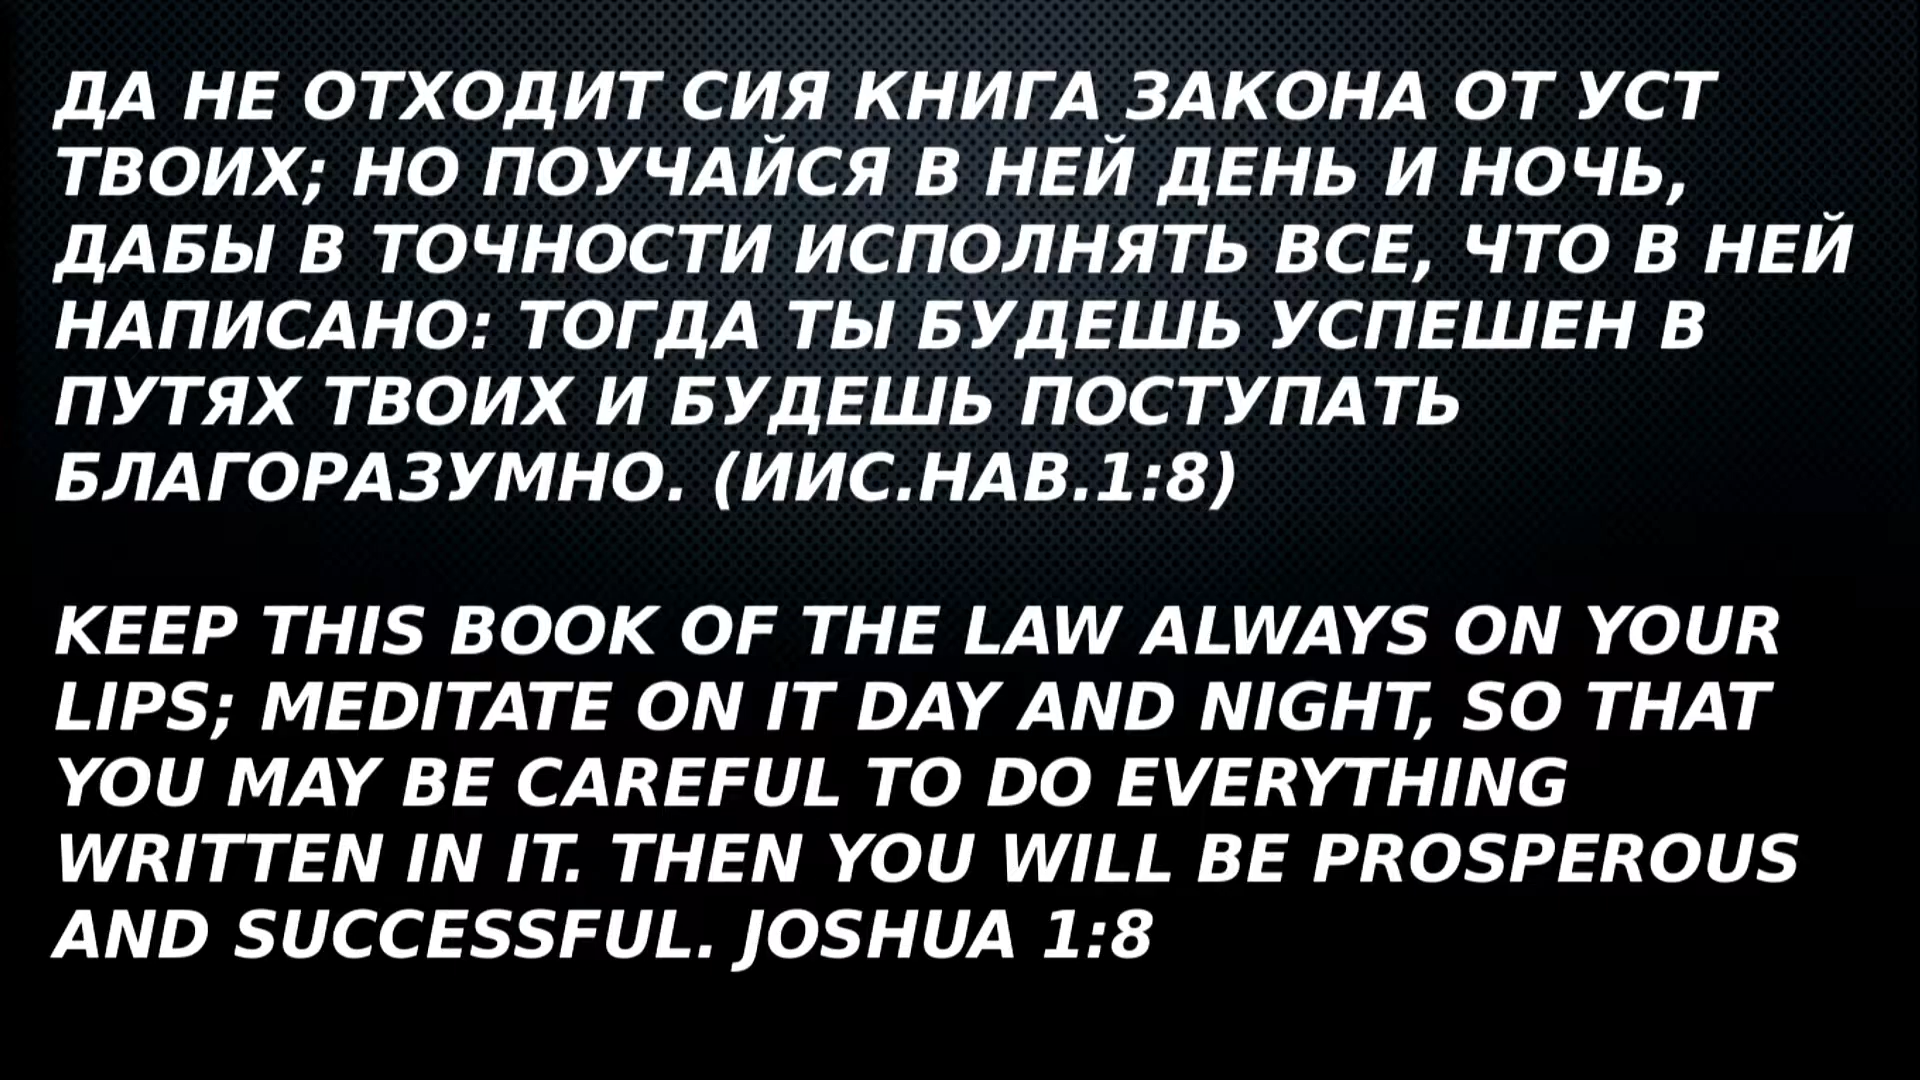 ДА НЕ ОТХОДИТ СИЯ КНИГА ЗАКОНА ОТ УСТ
ТВОИХ; НО ПОУЧАЙСЯ В НЕЙ ДЕНЬ И НОЧЬ,
ДАБЫ В ТОЧНОСТИ ИСПОЛНЯТЬ ВСЕ, ЧТО В НЕЙ
НАПИСАНО: ТОГДА ТЫ БУДЕШЬ УСПЕШЕН В
ПУТЯХ ТВОИХ И БУДЕШЬ ПОСТУПАТЬ
БЛАГОРАЗУМНО. (ИИС.НАВ.1:8)
KEEP THIS BOOK OF THE LAW ALWAYS ON YOUR
LIPS; MEDITATE ON IT DAY AND NIGHT, SO THAT
YOU MAY BE CAREFUL TO DO EVERYTHING
WRITTEN IN IT. THEN YOU WILL BE PROSPEROUS
AND SUCCESSFUL. JOSHUA 1:8